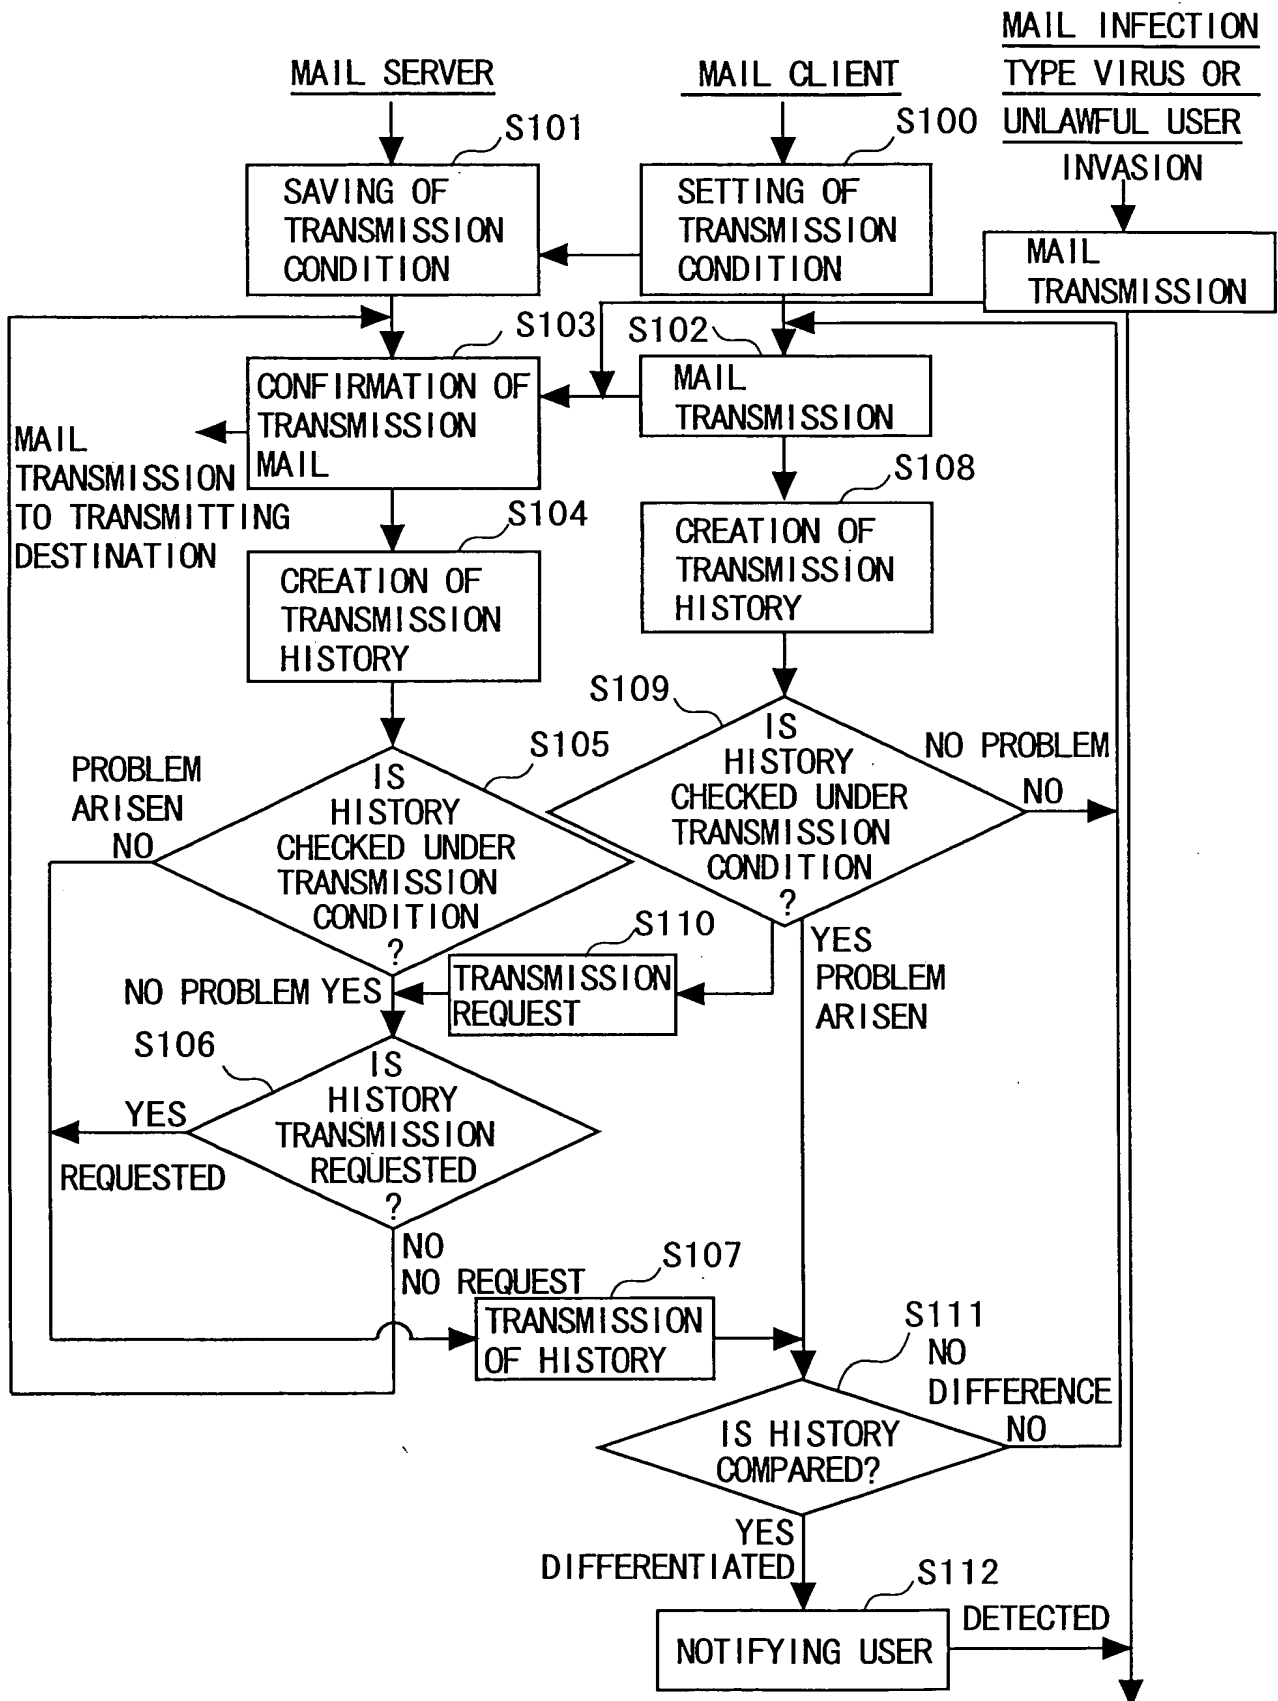 MAIL SERVER
MAIL CLIENT
MAIL INFECTION
TYPE VIRUS OR
UNLAWFUL USER
INVASION
S101
S100
SAVING OF
TRANSMISSION
CONDITION
SETTING OF
TRANSMISSION
CONDITION
MAIL
TRANSMISSION
S103
S102
CONFIRMATION OF
TRANSMISSION
MAIL
MAIL
TRANSMISSION
MAIL
TRANSMISSION
TO TRANSMITTING
DESTINATION
S104
S108
CREATION OF
TRANSMISSION
HISTORY
CREATION OF
TRANSMISSION
HISTORY
S105
S109
PROBLEM
ARISEN
NO
IS
HISTORY
CHECKED UNDER
TRANSMISSION
CONDITION
?
IS
HISTORY
CHECKED UNDER
TRANSMISSION
CONDITION
?
NO PROBLEM
NO
S110
TRANSMISSION
REQUEST
YES
PROBLEM
ARISEN
NO PROBLEM YES
S106
IS
HISTORY
TRANSMISSION
REQUESTED
?
YES
REQUESTED
NO
NO REQUEST
S107
TRANSMISSION
OF HISTORY
S111
NO
DIFFERENCE
NO
IS HISTORY
COMPARED?
YES
DIFFERENTIATED
S112
NOTIFYING USER
DETECTED